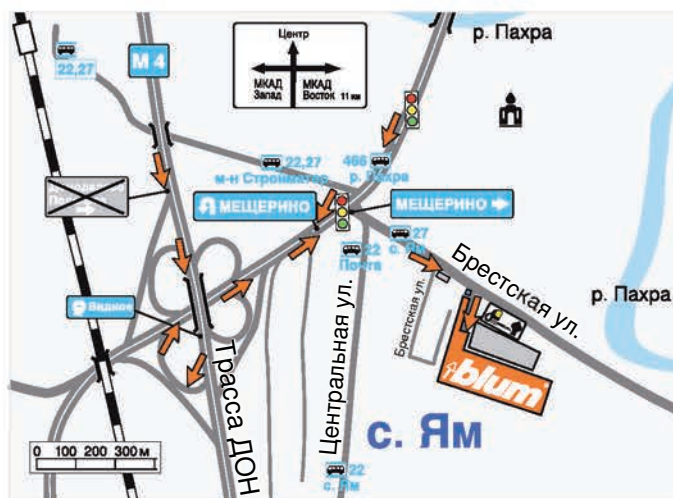 р. Пахра
Центр
МКАД
Запад
МКАД
Восток 11 км
22,27
М 4
22,27
м-н Стройматер.
466
р. Пахра
МЕЩЕРИНО
МЕЩЕРИНО
27
с. Ям
22
Почта
Брестская ул.
Брестская ул.
р. Пахра
Видное
Центральная ул.
Трасса ДОН
blum
с. Ям
0 100 200 300 м
22
с. Ям